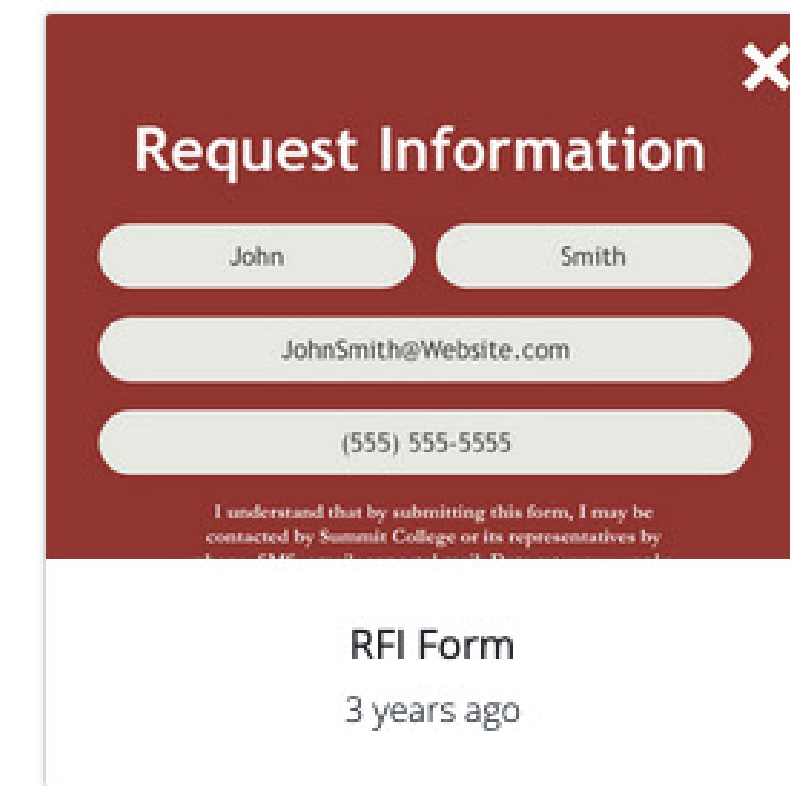 Request Information
John Smith
JohnSmith@Website.com
(555) 555-5555
I understand that by submitting this form, I may be
contacted by Summit College or its representatives by
RFI Form
3 years ago